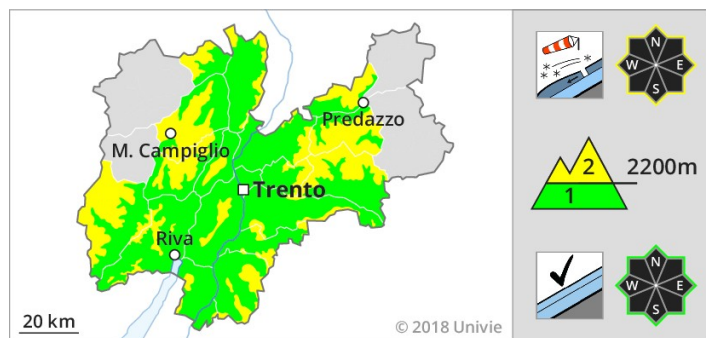 Predazzo
M. Campiglio
Trento
Riva
20 km
© 2018 Univie
N
W E
S
2 2200m
1
N
W E
S